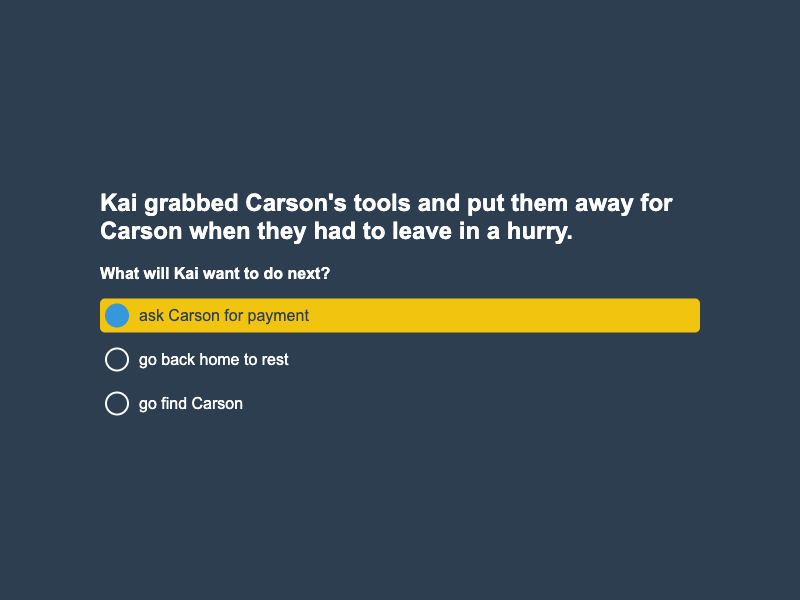 Kai grabbed Carson's tools and put them away for
Carson when they had to leave in a hurry.
What will Kai want to do next?
ask Carson for payment
go back home to rest
go find Carson